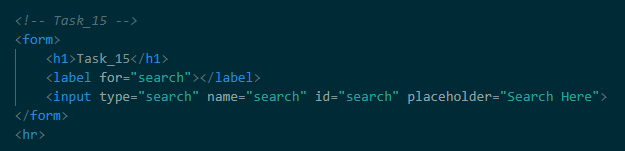 <!-- Task_15 -->
<form>
<h1>Task_15</h1>
<label for="search"></label>
<input type="search" name="search" id="search" placeholder="Search Here">
</form>
<hr>